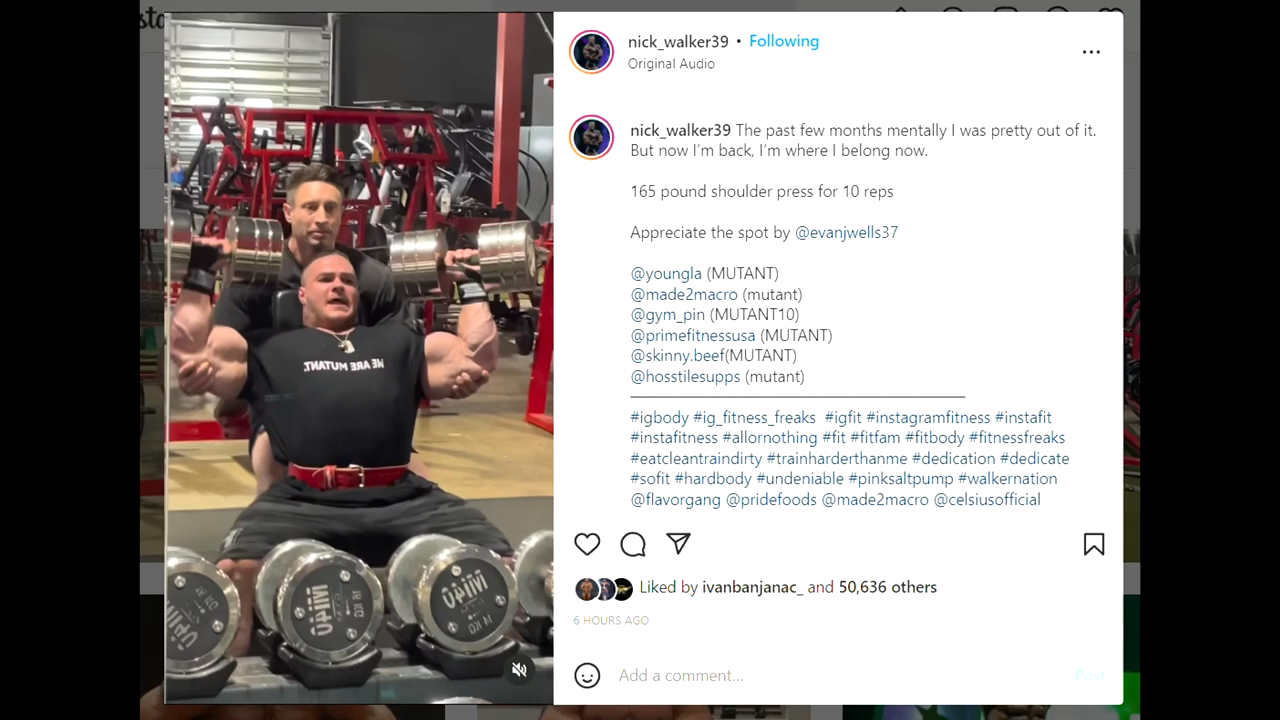 nick_walker39 • Following
Original Audio
nick_walker39 The past few months mentally I was pretty out of it.
But now I'm back, I'm where I belong now.
165 pound shoulder press for 10 reps
Appreciate the spot by @evanjwells37
@youngla (MUTANT)
@made2macro (mutant)
@gym_pin (MUTANT10)
@primefitnessusa (MUTANT)
@skinny.beef(MUTANT)
@hosstilesupps (mutant)
#igbody #ig_fitness_freaks #igfit #instagramfitness #instafit
#instafitness #allornothing #fit #fitfam #fitbody #fitnessfreaks
#eatcleantraindirty #trainharderthanme #dedication #dedicate
#sofit #hardbody #undeniable #pinksaltpump #walkernation
@flavorgang @pridefoods @made2macro @celsiusofficial
Liked by ivanbanjanac_ and 50,636 others
6 HOURS AGO
Add a comment...
Post
WE ARE MUTANT.